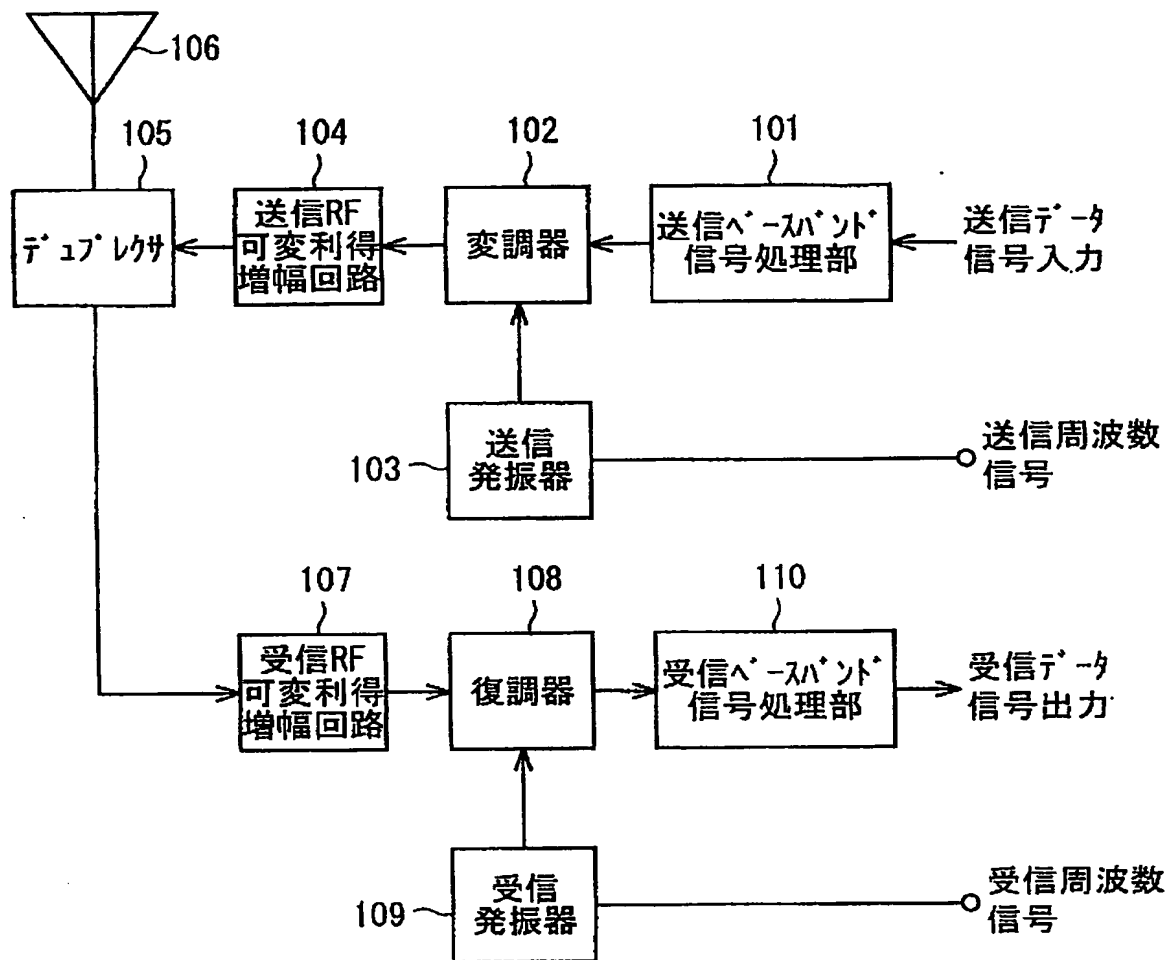 106
105
104
102
101
デュプレクサ
送信RF
可変利得
増幅回路
変調器
送信ベースバンド
信号処理部
送信データ
信号入力
103
送信
発振器
送信周波数
信号
107
108
110
受信RF
可変利得
増幅回路
復調器
受信ベースバンド
信号処理部
受信データ
信号出力
109
受信
発振器
受信周波数
信号